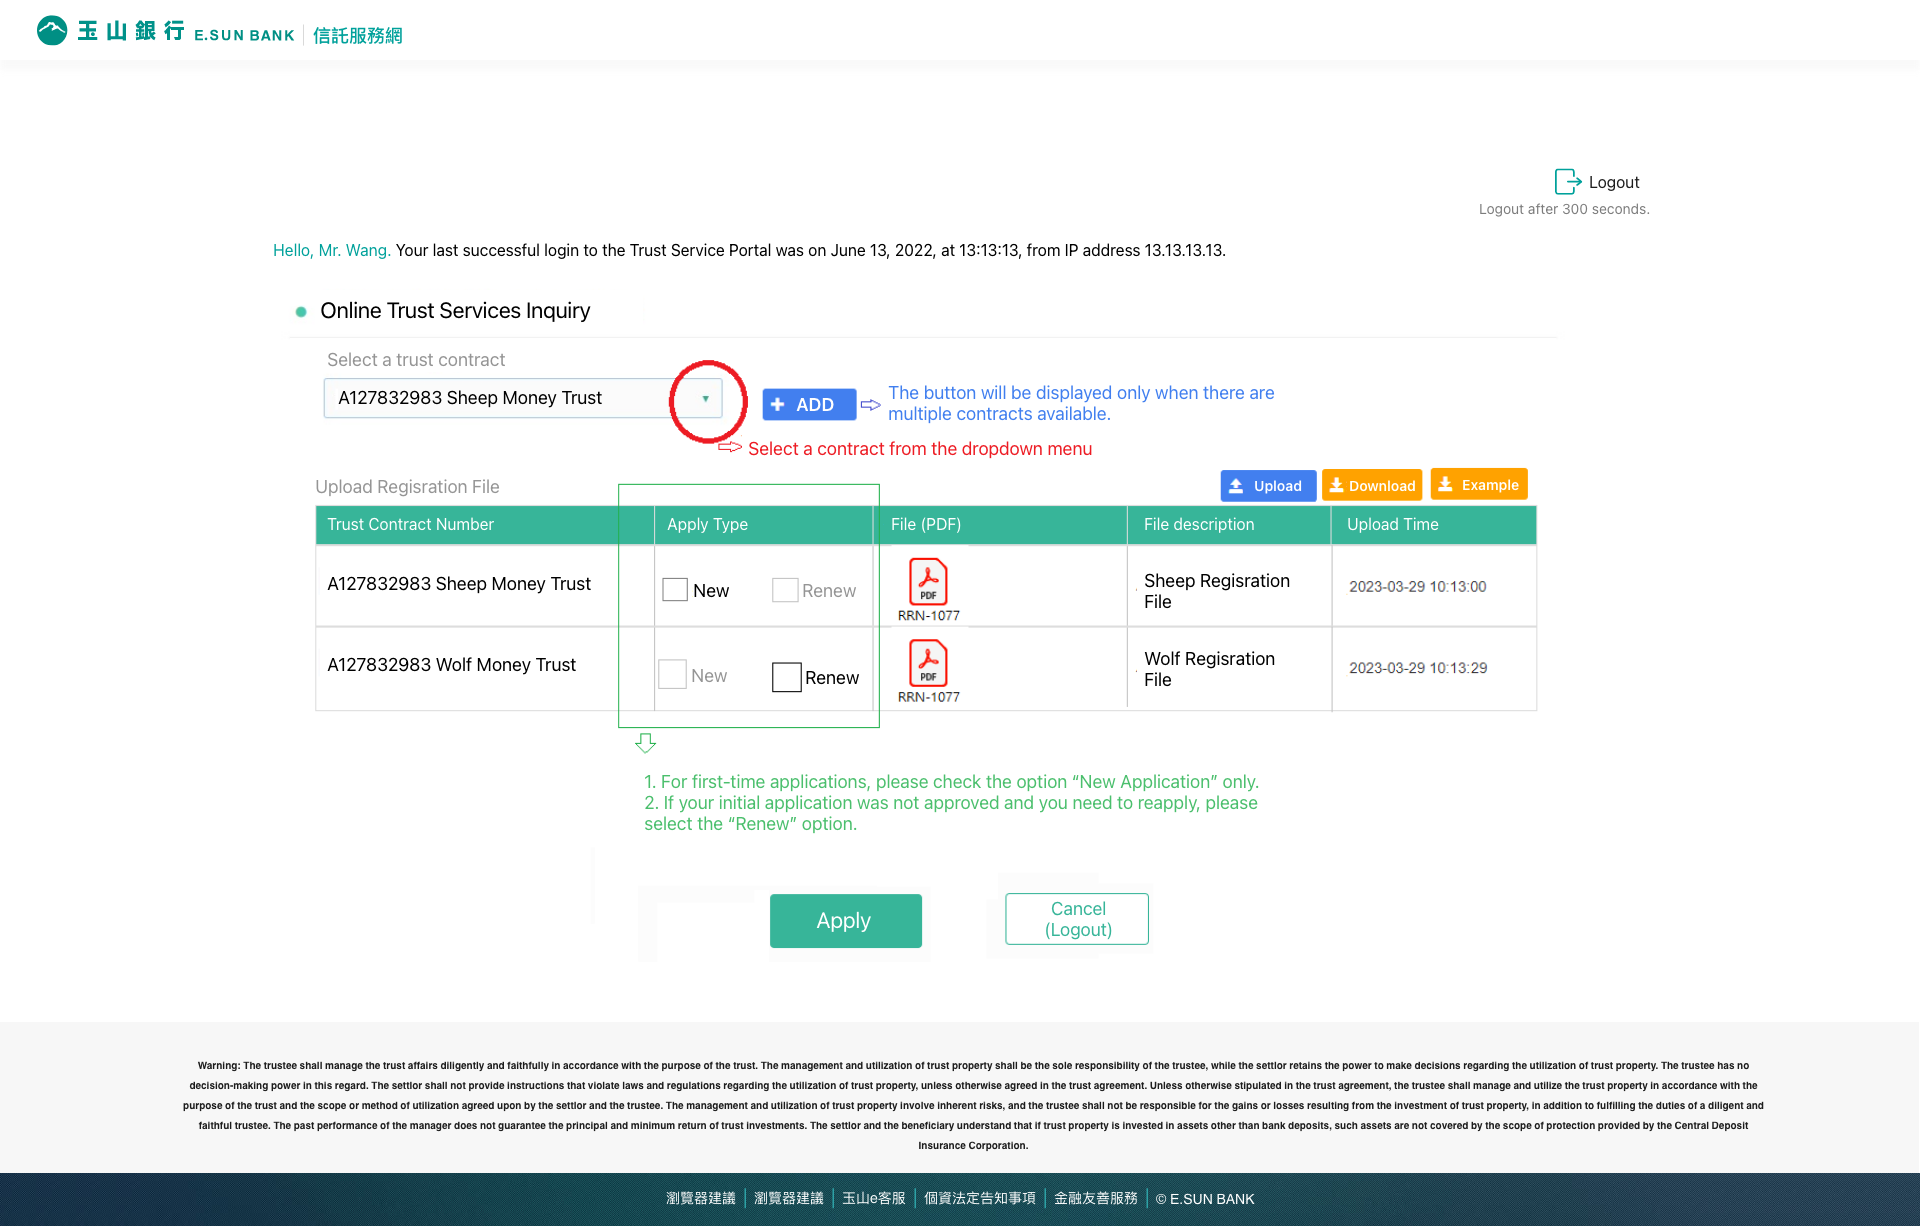 玉山銀行 E.SUN BANK 信託服務網
Logout
Logout after 300 seconds.
Hello, Mr. Wang. Your last successful login to the Trust Service Portal was on June 13, 2022, at 13:13:13, from IP address 13.13.13.13.
Online Trust Services Inquiry
Select a trust contract
A127832983 Sheep Money Trust
ADD
The button will be displayed only when there are
multiple contracts available.
Select a contract from the dropdown menu
Upload Regisration File
Upload Download Example
Trust Contract Number Apply Type File (PDF) File description Upload Time
A127832983 Sheep Money Trust
New Renew
PDF
RRN-1077
Sheep Regisration
File
2023-03-29 10:13:00
A127832983 Wolf Money Trust
New Renew
PDF
RRN-1077
Wolf Regisration
File
2023-03-29 10:13:29
1. For first-time applications, please check the option “New Application” only.
2. If your initial application was not approved and you need to reapply, please
select the “Renew” option.
Apply
Cancel
(Logout)
Warning: The trustee shall manage the trust affairs diligently and faithfully in accordance with the purpose of the trust. The management and utilization of trust property shall be the sole responsibility of the trustee, while the settlor retains the power to make decisions regarding the utilization of trust property. The trustee has no
decision-making power in this regard. The settlor shall not provide instructions that violate laws and regulations regarding the utilization of trust property, unless otherwise agreed in the trust agreement. Unless otherwise stipulated in the trust agreement, the trustee shall manage and utilize the trust property in accordance with the
purpose of the trust and the scope or method of utilization agreed upon by the settlor and the trustee. The management and utilization of trust property involve inherent risks, and the trustee shall not be responsible for the gains or losses resulting from the investment of trust property, in addition to fulfilling the duties of a diligent and
faithful trustee. The past performance of the manager does not guarantee the principal and minimum return of trust investments. The settlor and the beneficiary understand that if trust property is invested in assets other than bank deposits, such assets are not covered by the scope of protection provided by the Central Deposit
Insurance Corporation.
瀏覽器建議 瀏覽器建議 玉山e客服 個資法定告知事項 金融友善服務 © E.SUN BANK